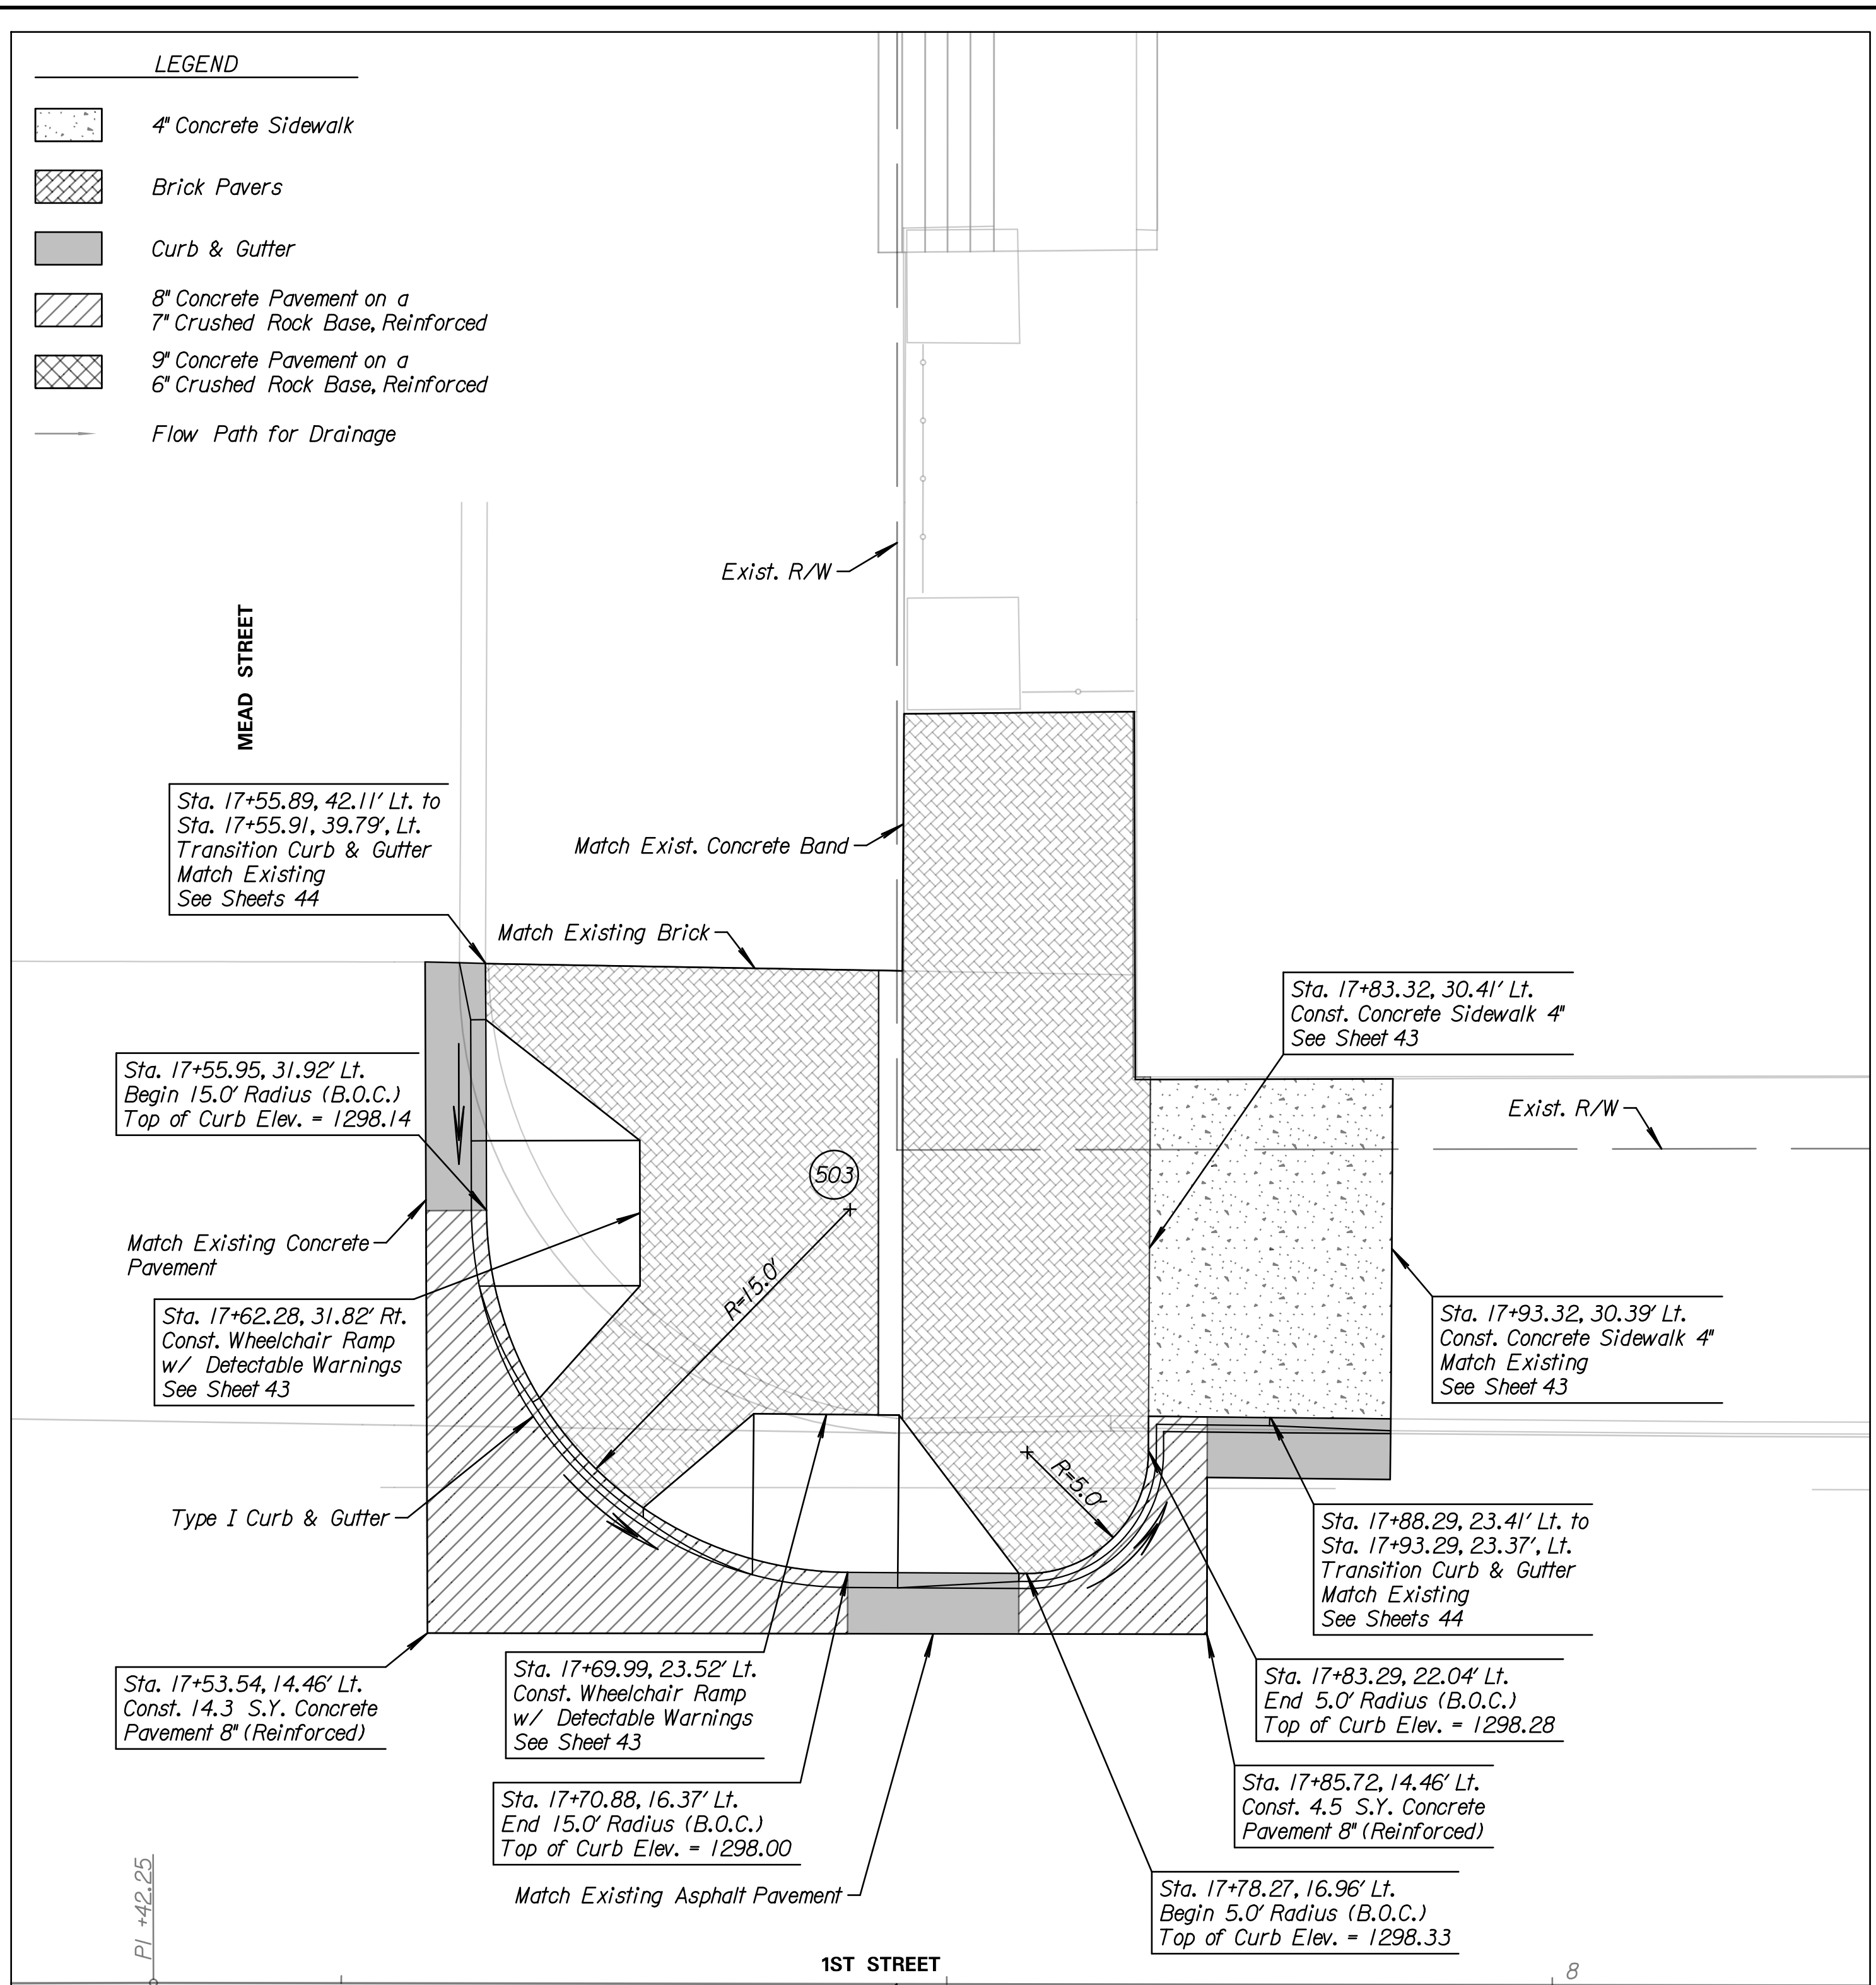 LEGEND
4" Concrete Sidewalk
Brick Pavers
Curb & Gutter
8" Concrete Pavement on a
7" Crushed Rock Base, Reinforced
9" Concrete Pavement on a
6" Crushed Rock Base, Reinforced
Flow Path for Drainage
Exist. R/W
MEAD STREET
Sta. 17+55.89, 42.11' Lt. to
Sta. 17+55.91, 39.79', Lt.
Transition Curb & Gutter
Match Existing
See Sheets 44
Match Exist. Concrete Band
Match Existing Brick
Sta. 17+83.32, 30.41' Lt.
Const. Concrete Sidewalk 4"
See Sheet 43
Sta. 17+55.95, 31.92' Lt.
Begin 15.0' Radius (B.O.C.)
Top of Curb Elev. = 1298.14
Exist. R/W
503
Match Existing Concrete
Pavement
R=15.0'
Sta. 17+62.28, 31.82' Rt.
Const. Wheelchair Ramp
w/ Detectable Warnings
See Sheet 43
Sta. 17+93.32, 30.39' Lt.
Const. Concrete Sidewalk 4"
Match Existing
See Sheet 43
R=5.0'
Type I Curb & Gutter
Sta. 17+88.29, 23.41' Lt. to
Sta. 17+93.29, 23.37', Lt.
Transition Curb & Gutter
Match Existing
See Sheets 44
Sta. 17+53.54, 14.46' Lt.
Const. 14.3 S.Y. Concrete
Pavement 8" (Reinforced)
Sta. 17+69.99, 23.52' Lt.
Const. Wheelchair Ramp
w/ Detectable Warnings
See Sheet 43
Sta. 17+83.29, 22.04' Lt.
End 5.0' Radius (B.O.C.)
Top of Curb Elev. = 1298.28
Sta. 17+70.88, 16.37' Lt.
End 15.0' Radius (B.O.C.)
Top of Curb Elev. = 1298.00
Sta. 17+85.72, 14.46' Lt.
Const. 4.5 S.Y. Concrete
Pavement 8" (Reinforced)
Match Existing Asphalt Pavement
Sta. 17+78.27, 16.96' Lt.
Begin 5.0' Radius (B.O.C.)
Top of Curb Elev. = 1298.33
PI +42.25
1ST STREET
8